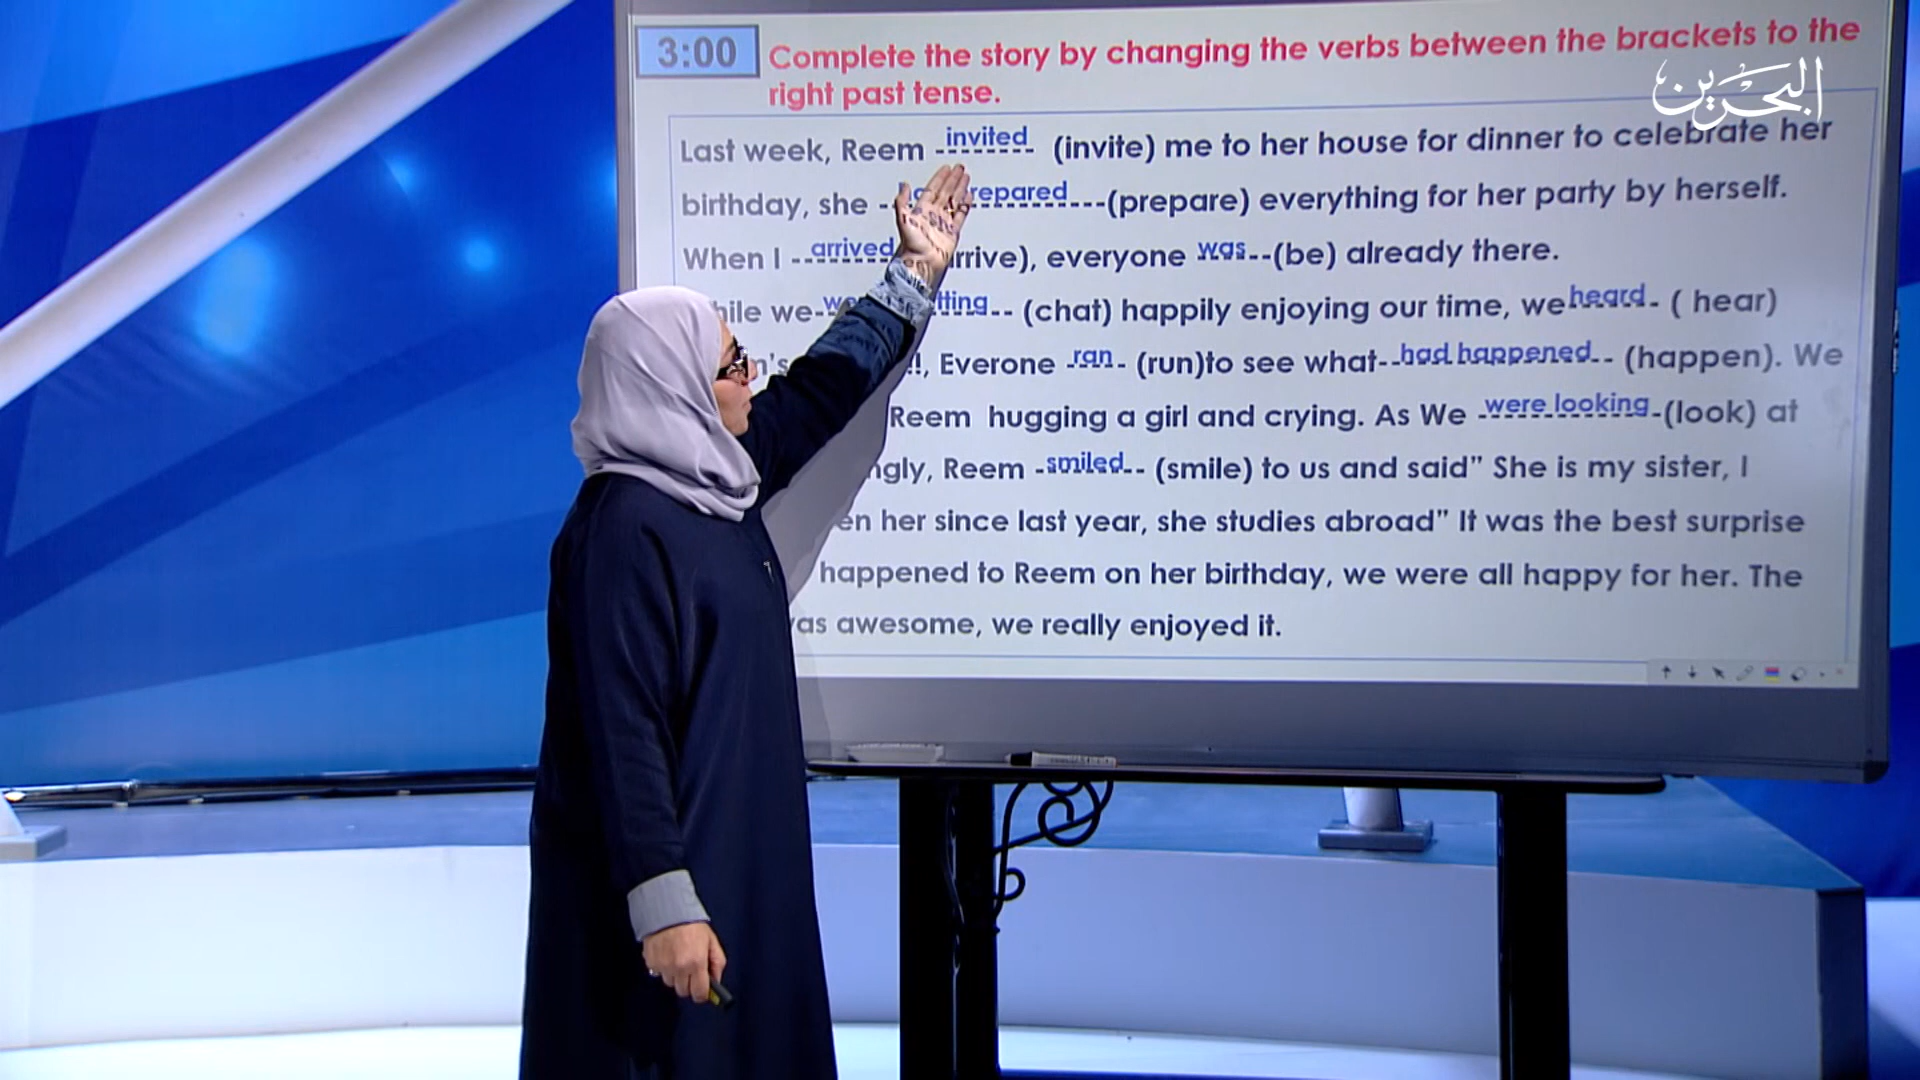 3:00
Complete the story by changing the verbs between the brackets to the
right past tense.
البحرين
Last week, Reem invited (invite) me to her house for dinner to celebrate her
birthday, she (prepare) everything for her party by herself.
When I arrived everyone was (be) already there.
we (chat) happily enjoying our time, we heard ( hear)
Everone ran (run)to see what had happened (happen). We
Reem hugging a girl and crying. As We were looking (look) at
Reem smiled (smile) to us and said” She is my sister, I
her since last year, she studies abroad” It was the best surprise
happened to Reem on her birthday, we were all happy for her. The
awesome, we really enjoyed it.